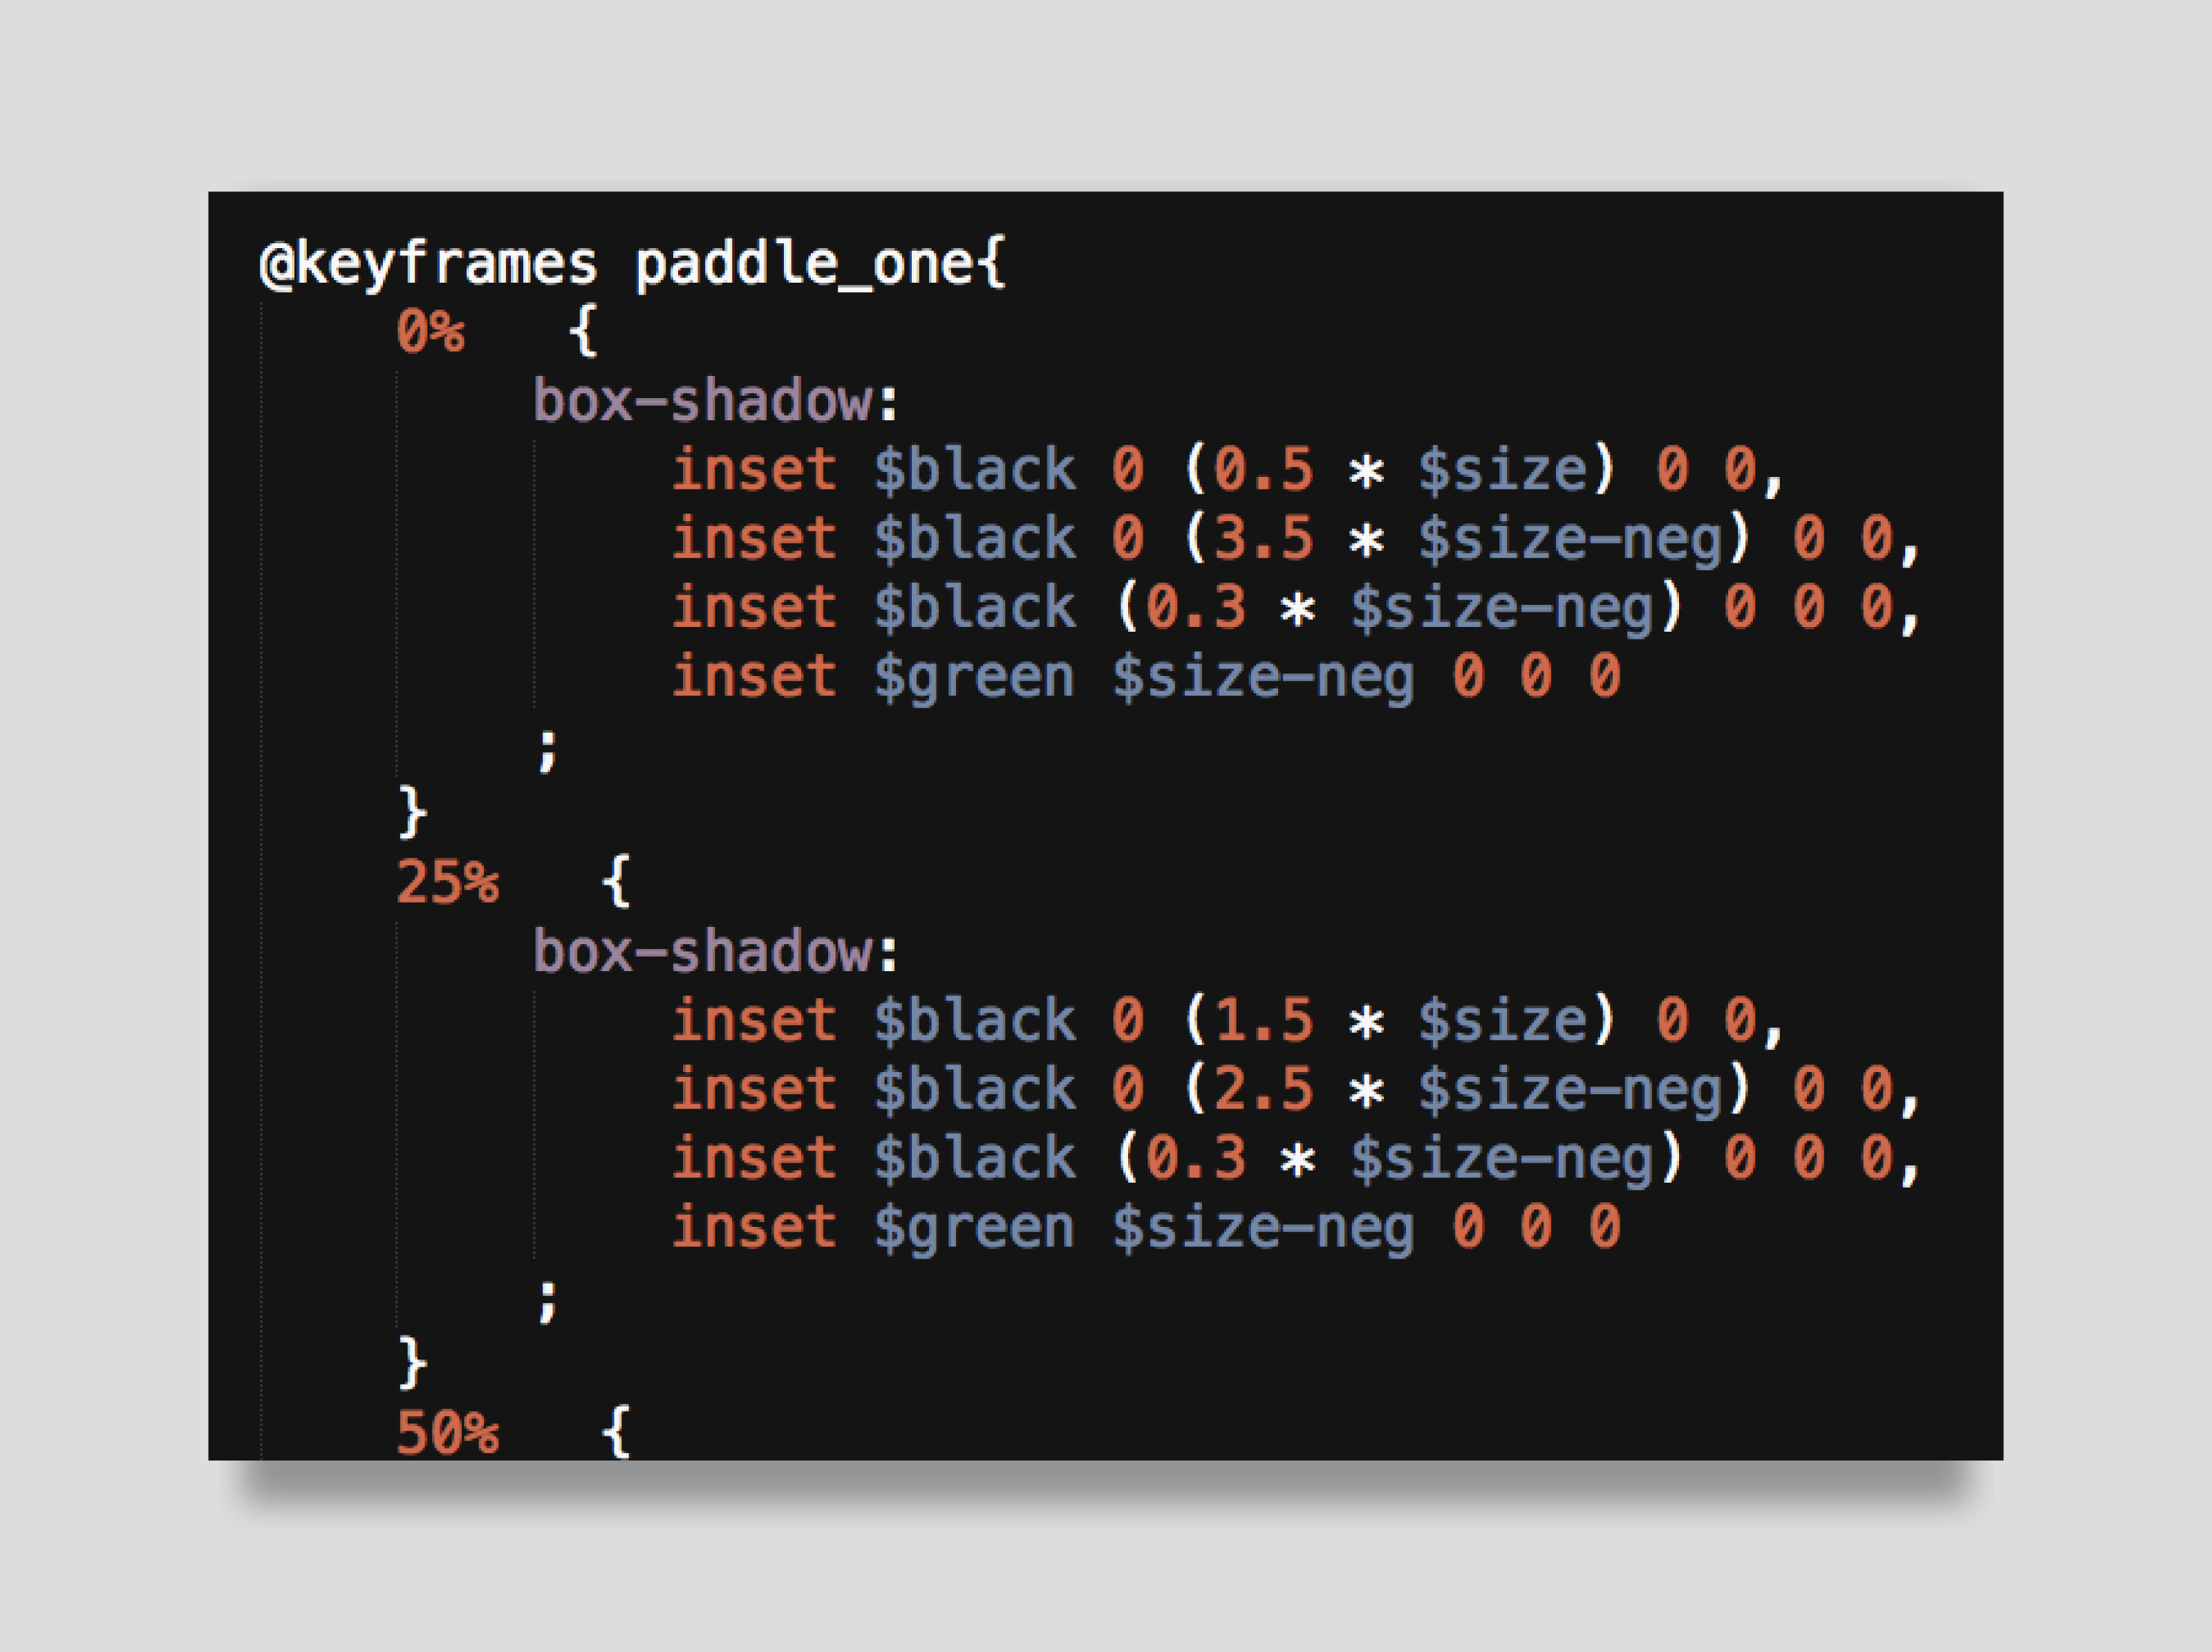 @keyframes paddle_one{
0% {
box-shadow:
inset $black 0 (0.5 * $size) 0 0,
inset $black 0 (3.5 * $size-neg) 0 0,
inset $black (0.3 * $size-neg) 0 0 0,
inset $green $size-neg 0 0 0
;
}
25% {
box-shadow:
inset $black 0 (1.5 * $size) 0 0,
inset $black 0 (2.5 * $size-neg) 0 0,
inset $black (0.3 * $size-neg) 0 0 0,
inset $green $size-neg 0 0 0
;
}
50% {